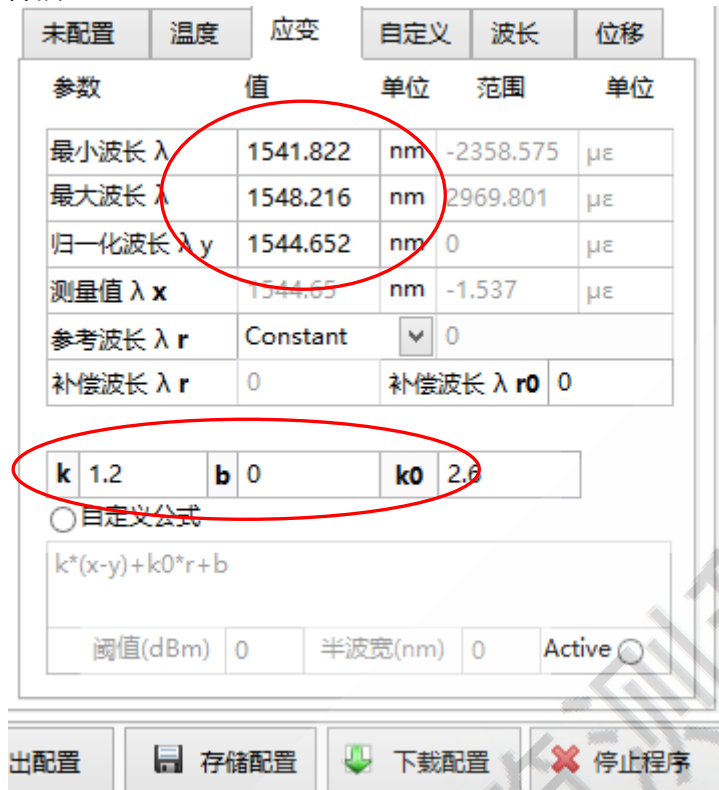 未配置 温度 应变 自定义 波长 位移
参数 值 单位 范围 单位
最小波长 λ 1541.822 nm -2358.575 με
最大波长 λ 1548.216 nm 2969.801 με
归一化波长 λ y 1544.652 nm 0 με
测量值 λ x 1544.65 nm -1.537 με
参考波长 λ r Constant 0
补偿波长 λ r 0 补偿波长 λ r0 0
k 1.2 b 0 k0 2.6
自定义公式
k*(x-y)+k0*r+b
阈值(dBm) 0 半波宽(nm) 0 Active
出配置 存储配置 下载配置 停止程序